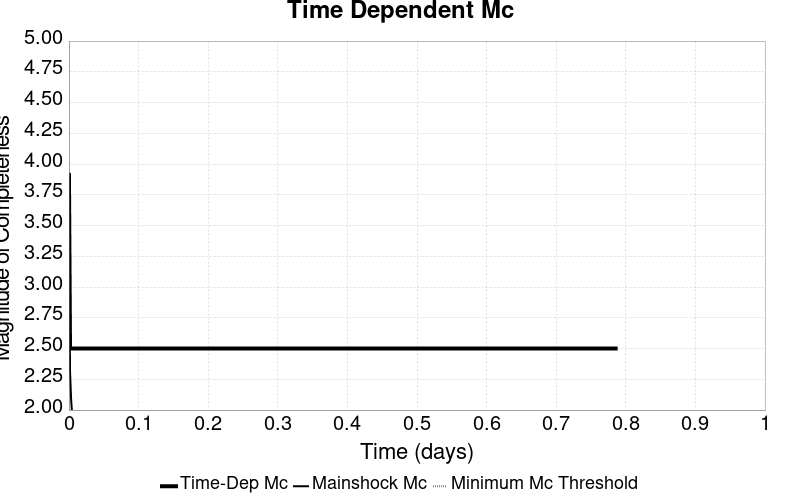 Time Dependent Mc
Magnitude of Completeness
5.00
4.75
4.50
4.25
4.00
3.75
3.50
3.25
3.00
2.75
2.50
2.25
2.00
0 0.1 0.2 0.3 0.4 0.5 0.6 0.7 0.8 0.9 1
Time (days)
Time-Dep Mc Mainshock Mc Minimum Mc Threshold